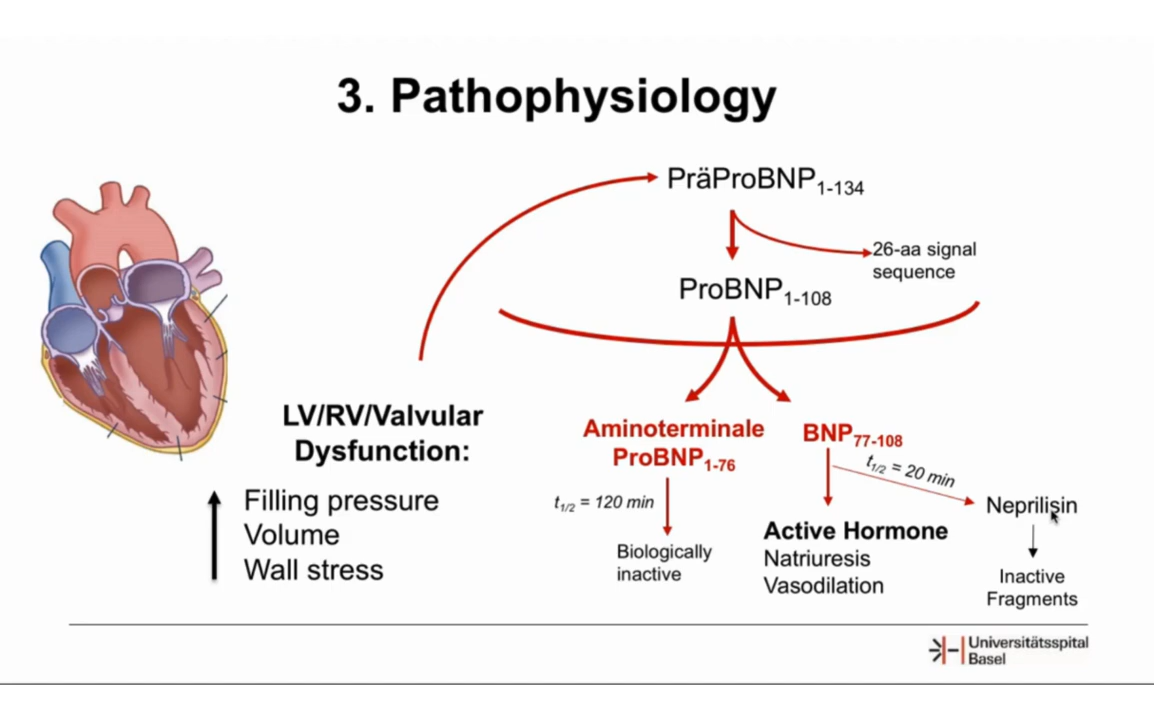 3. Pathophysiology
PräProBNP1-134
26-aa signal
sequence
ProBNP1-108
LV/RV/Valvular
Dysfunction:
Filling pressure
Volume
Wall stress
Aminoterminale
ProBNP1-76
t1/2 = 120 min
Biologically
inactive
BNP77-108
t1/2 = 20 min
Active Hormone
Natriuresis
Vasodilation
Neprilisin
Inactive
Fragments
Universitätsspital
Basel